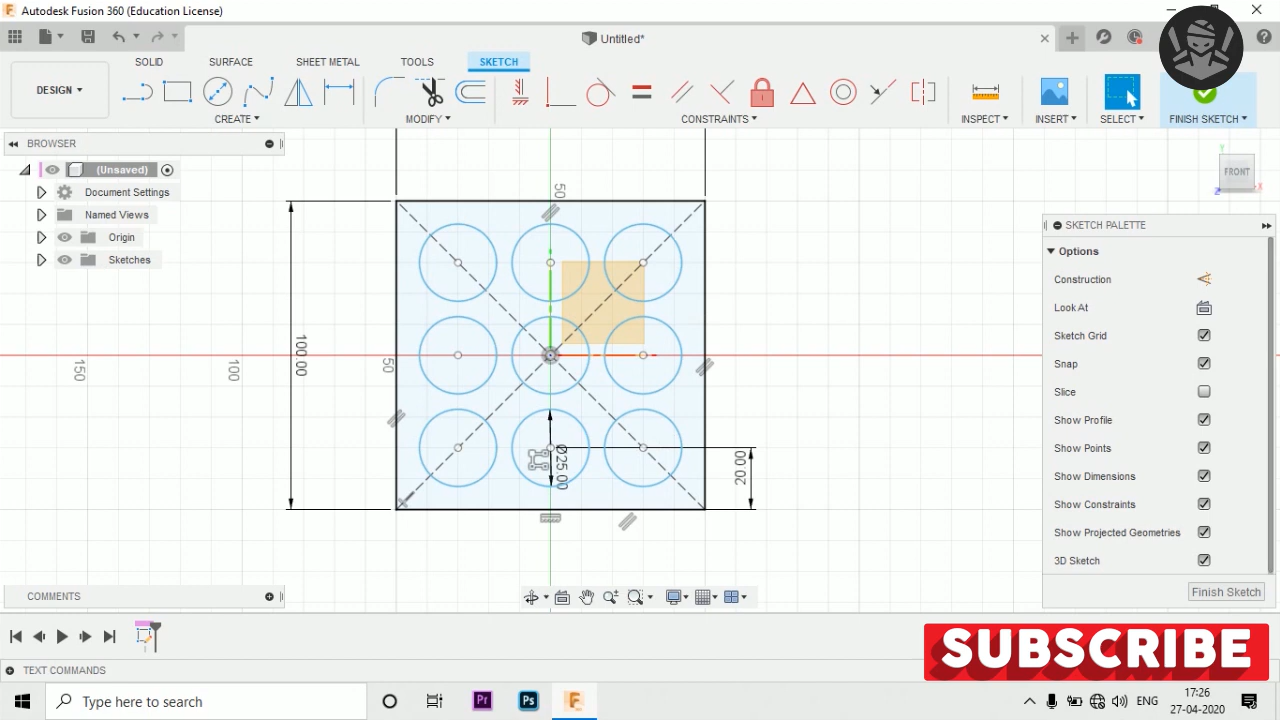 Autodesk Fusion 360 (Education License)
Untitled*
SOLID SURFACE SHEET METAL TOOLS SKETCH
DESIGN
CREATE MODIFY CONSTRAINTS INSPECT INSERT SELECT FINISH SKETCH
BROWSER
(Unsaved)
Document Settings
Named Views
Origin
Sketches
Y
FRONT
X
Z
50
100.00
50
100
150
Ø25.00
20.00
SKETCH PALETTE
Options
Construction
Look At
Sketch Grid
Snap
Slice
Show Profile
Show Points
Show Dimensions
Show Constraints
Show Projected Geometries
3D Sketch
Finish Sketch
COMMENTS
SUBSCRIBE
TEXT COMMANDS
Type here to search
Pr Ps F
ENG
17:26
27-04-2020